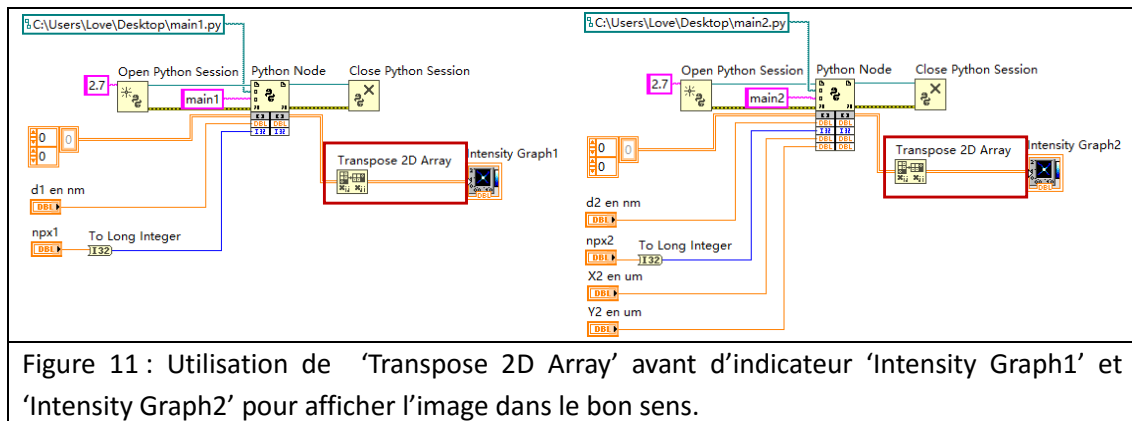 C:\Users\Love\Desktop\main1.py
Open Python Session
Python Node
Close Python Session
2.7
main1
0
0
0
DBL
I32
Transpose 2D Array
Intensity Graph1
DBL
d1 en nm
DBL
npx1
DBL
To Long Integer
I32
C:\Users\Love\Desktop\main2.py
Open Python Session
Python Node
Close Python Session
2.7
main2
0
0
0
DBL
I32
DBL
DBL
Transpose 2D Array
Intensity Graph2
DBL
d2 en nm
DBL
npx2
DBL
To Long Integer
I32
X2 en um
DBL
Y2 en um
DBL
Figure 11 : Utilisation de ‘Transpose 2D Array’ avant d’indicateur ‘Intensity Graph1’ et
‘Intensity Graph2’ pour afficher l’image dans le bon sens.